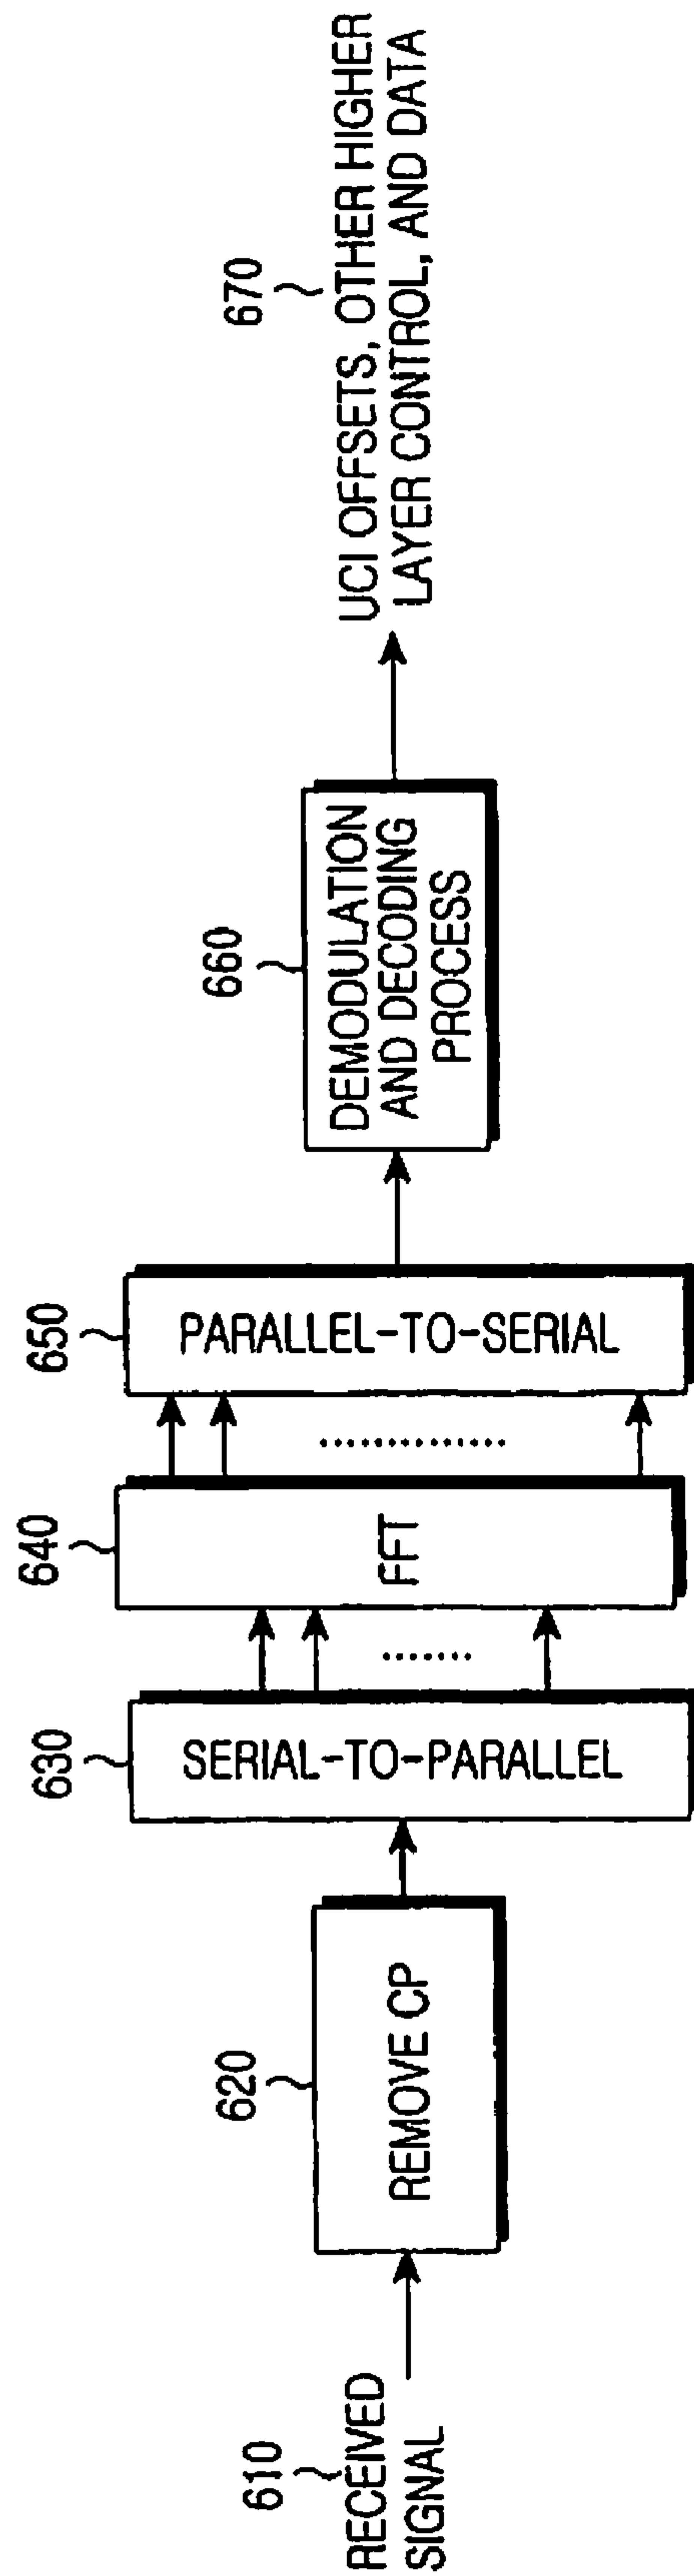 610
RECEIVED
SIGNAL
620
REMOVE CP
630
SERIAL-TO-PARALLEL
640
FFT
650
PARALLEL-TO-SERIAL
660
DEMODULATION
AND DECODING
PROCESS
670
UCI OFFSETS, OTHER HIGHER
LAYER CONTROL, AND DATA